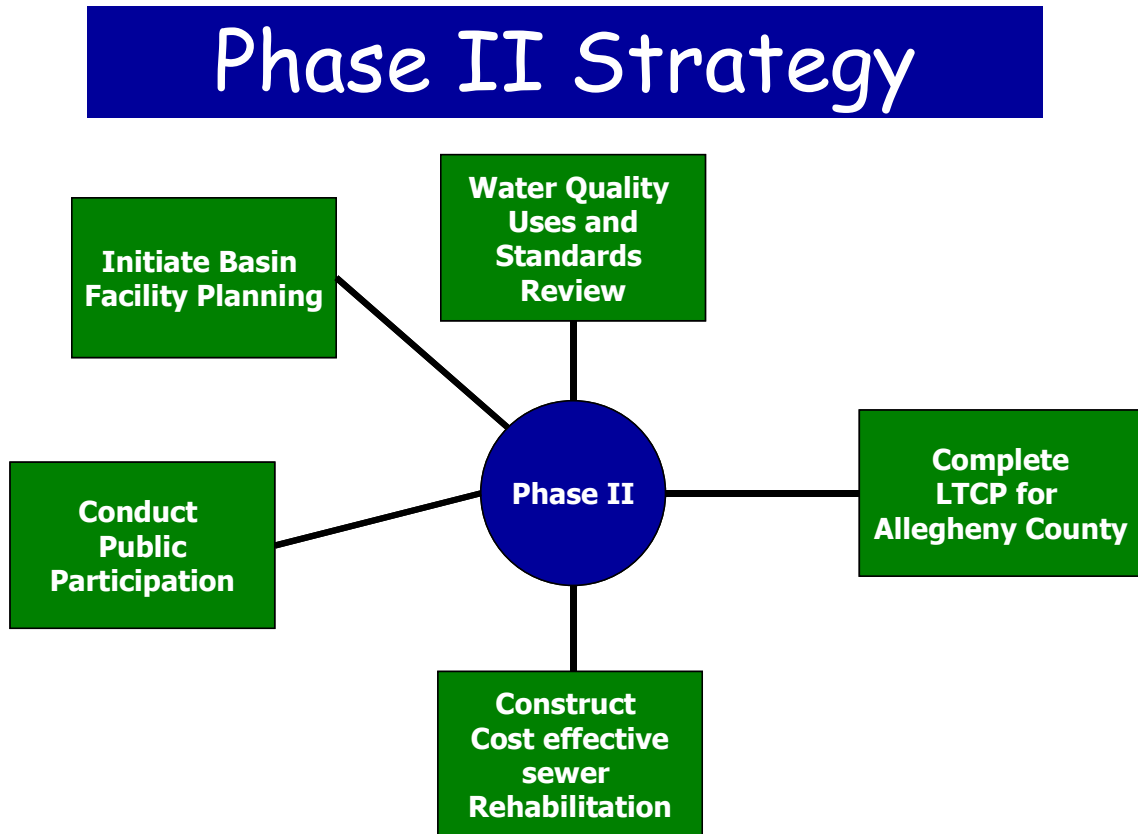 Phase II Strategy
Water Quality
Uses and
Standards
Review
Initiate Basin
Facility Planning
Complete
LTCP for
Allegheny County
Phase II
Conduct
Public
Participation
Construct
Cost effective
sewer
Rehabilitation